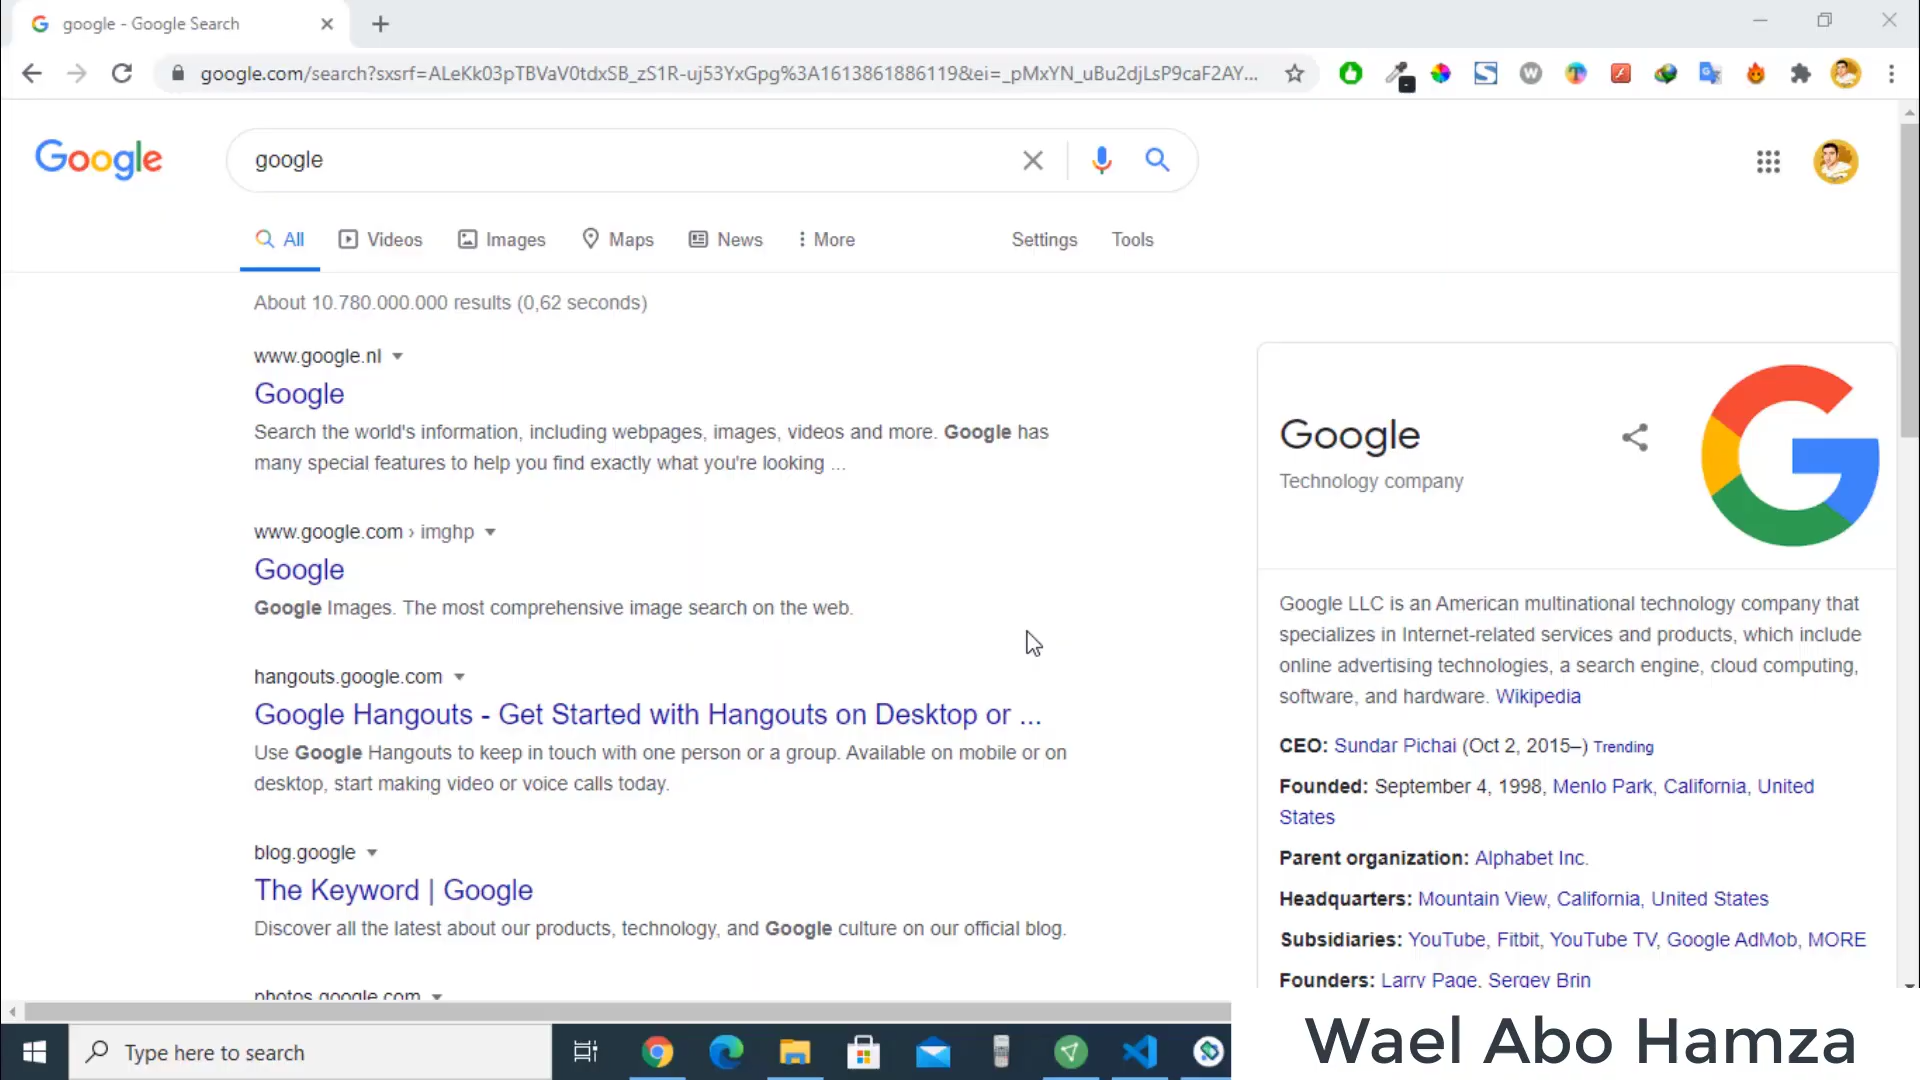 google - Google Search
google.com/search?sxsrf=ALeKk03pTBVaV0tdxSB_zS1R-uj53YxGpg%3A1613861886119&ei=_pMxYN_uBu2djLsP9caF2AY...
Google
google
All Videos Images Maps News More Settings Tools
About 10.780.000.000 results (0,62 seconds)
www.google.nl
Google
Search the world's information, including webpages, images, videos and more. Google has
many special features to help you find exactly what you're looking ...
www.google.com › imghp
Google
Google Images. The most comprehensive image search on the web.
hangouts.google.com
Google Hangouts - Get Started with Hangouts on Desktop or ...
Use Google Hangouts to keep in touch with one person or a group. Available on mobile or on
desktop, start making video or voice calls today.
blog.google
The Keyword | Google
Discover all the latest about our products, technology, and Google culture on our official blog.
photos.google.com
Google
Technology company
Google LLC is an American multinational technology company that
specializes in Internet-related services and products, which include
online advertising technologies, a search engine, cloud computing,
software, and hardware. Wikipedia
CEO: Sundar Pichai (Oct 2, 2015–) Trending
Founded: September 4, 1998, Menlo Park, California, United
States
Parent organization: Alphabet Inc.
Headquarters: Mountain View, California, United States
Subsidiaries: YouTube, Fitbit, YouTube TV, Google AdMob, MORE
Founders: Larry Page, Sergey Brin
Type here to search
Wael Abo Hamza